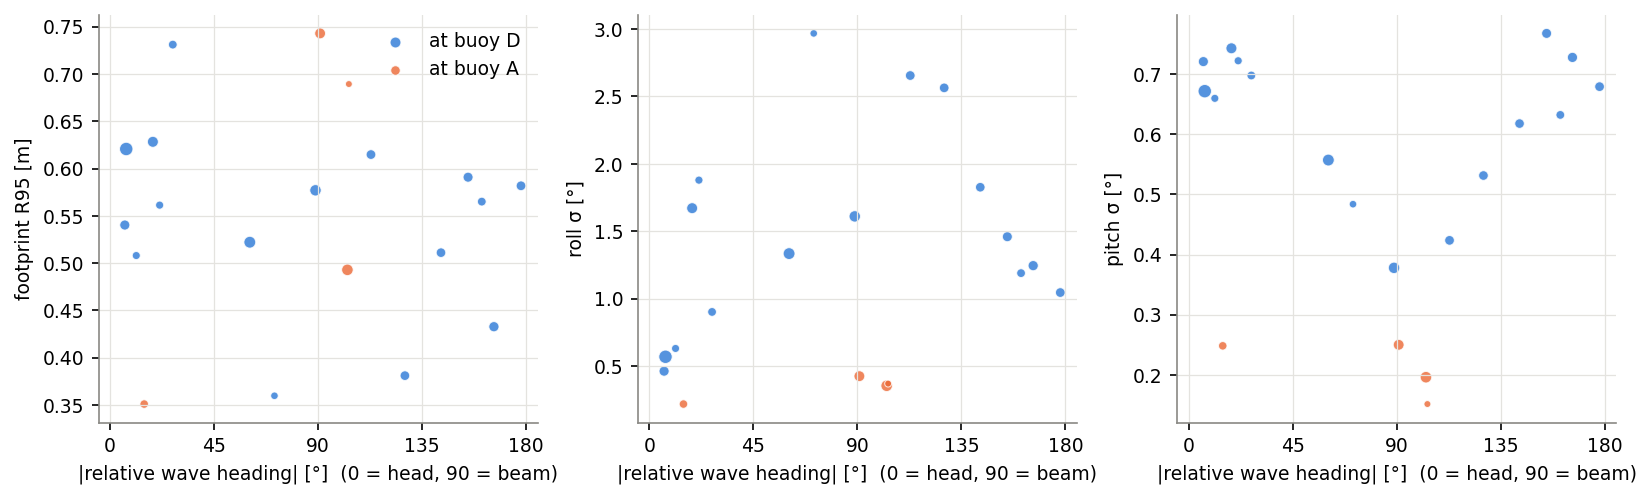 footprint R95 [m]
0.75
0.70
0.65
0.60
0.55
0.50
0.45
0.40
0.35
at buoy D
at buoy A
0 45 90 135 180
|relative wave heading| [°]  (0 = head, 90 = beam)
roll σ [°]
3.0
2.5
2.0
1.5
1.0
0.5
0 45 90 135 180
|relative wave heading| [°]  (0 = head, 90 = beam)
pitch σ [°]
0.7
0.6
0.5
0.4
0.3
0.2
0 45 90 135 180
|relative wave heading| [°]  (0 = head, 90 = beam)